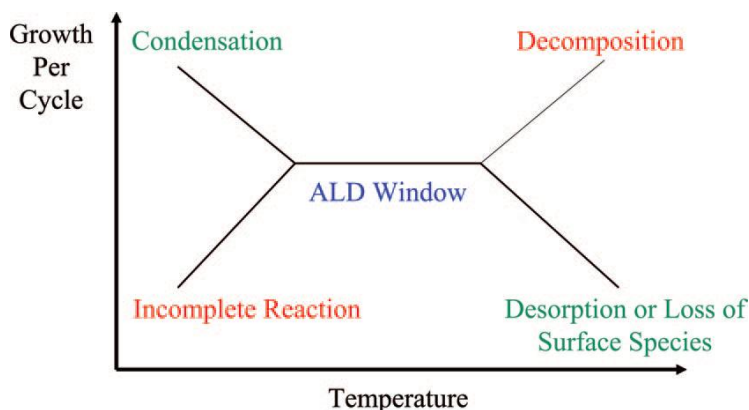 Growth
Per
Cycle
Condensation
Decomposition
ALD Window
Incomplete Reaction
Desorption or Loss of
Surface Species
Temperature